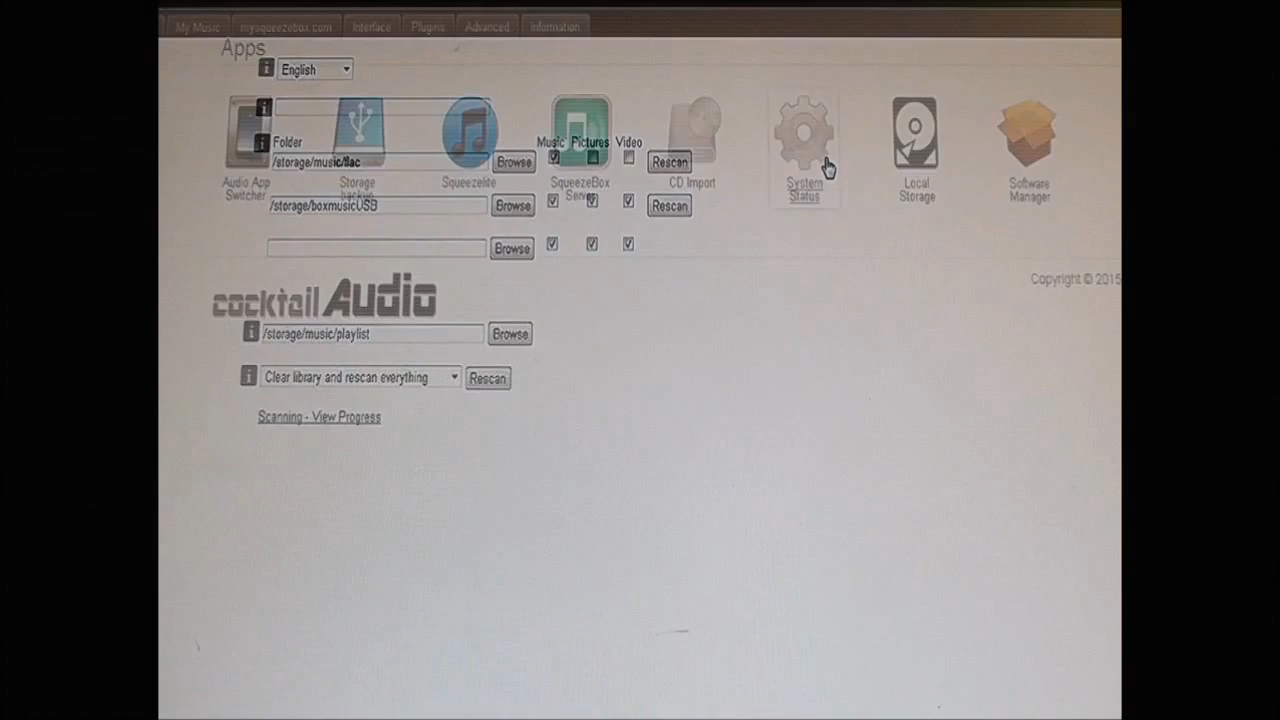 My Music mysqueezebox.com Interface Plugins Advanced Information
Apps
English
Folder Music Pictures Video
/storage/music/flac Browse Rescan
Audio App Switcher
Storage backup
Squeezelite
SqueezeBox Server
CD Import
System Status
Local Storage
Software Manager
/storage/boxmusicUSB Browse Rescan
Browse
Copyright © 2015
cocktail Audio
/storage/music/playlist Browse
Clear library and rescan everything Rescan
Scanning - View Progress